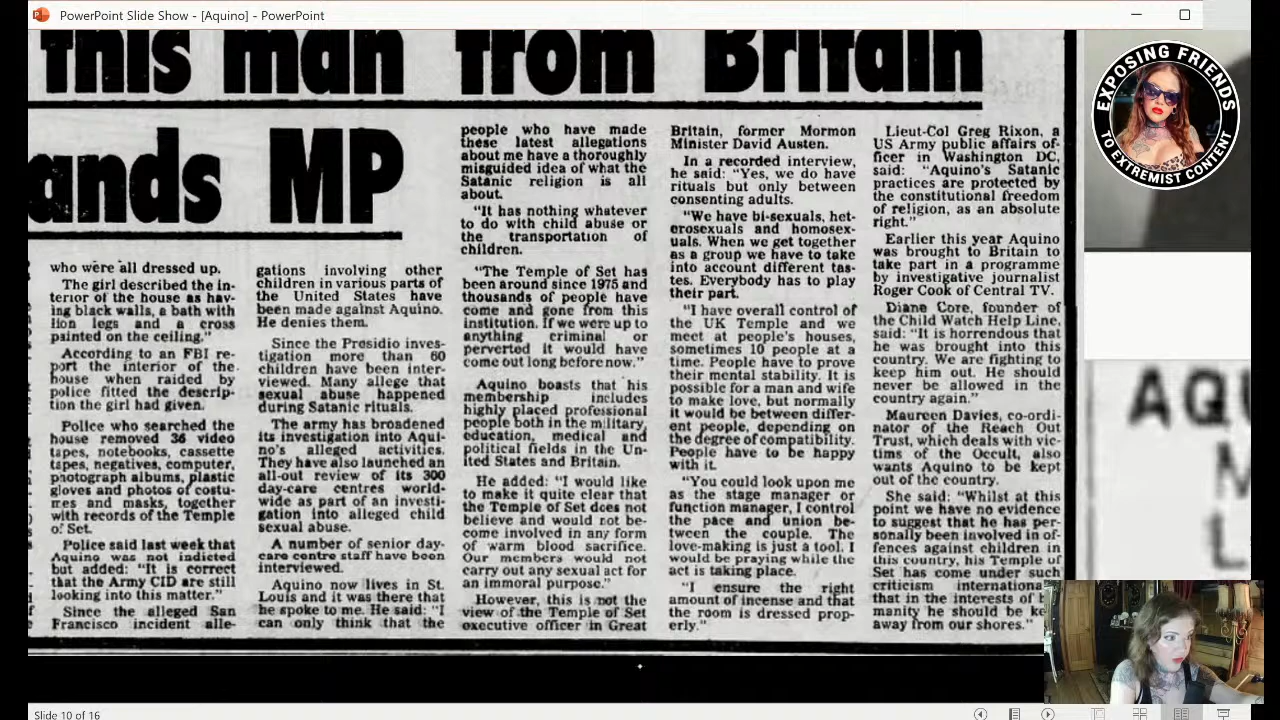 PowerPoint Slide Show - [Aquino] - PowerPoint
this man from Britain
ands MP
who were all dressed up.
The girl described the in-
terior of the house as hav-
ing black walls, a bath with
lion legs and a cross
painted on the ceiling."
According to an FBI re-
port the interior of the
house when raided by
police fitted the descrip-
tion the girl had given.
Police who searched the
house removed 36 video
tapes, notebooks, cassette
tapes, negatives, computer,
photograph albums, plastic
gloves and photos of costu-
mes and masks, together
with records of the Temple
of Set.
Police said last week that
Aquino was not indicted
but added: "It is correct
that the Army CID are still
looking into this matter."
Since the alleged San
Francisco incident alle-
gations involving other
children in various parts of
the United States have
been made against Aquino.
He denies them.
Since the Presidio inves-
tigation more than 60
children have been inter-
viewed. Many allege that
sexual abuse happened
during Satanic rituals.
The army has broadened
its investigation into Aqui-
no's alleged activities.
They have also launched an
all-out review of its 300
day-care centres world-
wide as part of an investi-
gation into alleged child
sexual abuse.
A number of senior day-
care centre staff have been
interviewed.
Aquino now lives in St.
Louis and it was there that
he spoke to me. He said: "I
can only think that the
people who have made
these latest allegations
about me have a thoroughly
misguided idea of what the
Satanic religion is all
about.
"It has nothing whatever
to do with child abuse or
the transportation of
children.
"The Temple of Set has
been around since 1975 and
thousands of people have
come and gone from this
institution. If we were up to
anything criminal or
perverted it would have
come out long before now."
Aquino boasts that his
membership includes
highly placed professional
people both in the military,
education, medical and
political fields in the Un-
ited States and Britain.
He added: "I would like
to make it quite clear that
the Temple of Set does not
believe and would not be-
come involved in any form
of warm blood sacrifice.
Our members would not
carry out any sexual act for
an immoral purpose."
However, this is not the
view of the Temple of Set
executive officer in Great
Britain, former Mormon
Minister David Austen.
In a recorded interview,
he said: "Yes, we do have
rituals but only between
consenting adults.
"We have bi-sexuals, het-
erosexuals and homosex-
uals. When we get together
as a group we have to take
into account different tas-
tes. Everybody has to play
their part.
"I have overall control of
the UK Temple and we
meet at people's houses,
sometimes 10 people at a
time. People have to prove
their mental stability. It is
possible for a man and wife
to make love, but normally
it would be between differ-
ent people, depending on
the degree of compatibility.
People have to be happy
with it.
"You could look upon me
as the stage manager or
function manager, I control
the pace and union be-
tween the couple. The
love-making is just a tool. I
would be praying while the
act is taking place.
"I ensure the right
amount of incense and that
the room is dressed prop-
erly."
Lieut-Col Greg Rixon, a
US Army public affairs of-
ficer in Washington DC,
said: "Aquino's Satanic
practices are protected by
the constitutional freedom
of religion, as an absolute
right."
Earlier this year Aquino
was brought to Britain to
take part in a programme
by investigative journalist
Roger Cook of Central TV.
Diane Core, founder of
the Child Watch Help Line,
said: "It is horrendous that
he was brought into this
country. We are fighting to
keep him out. He should
never be allowed in the
country again."
Maureen Davies, co-ordi-
nator of the Reach Out
Trust, which deals with vic-
tims of the Occult, also
wants Aquino to be kept
out of the country.
She said: "Whilst at this
point we have no evidence
to suggest that he has per-
sonally been involved in of-
fences against children in
this country, his Temple of
Set has come under such
criticism internationa
that in the interests of h
manity he should be ke
away from our shores."
EXPOSING FRIENDS
TO EXTREMIST CONTENT
AQU
Slide 10 of 16